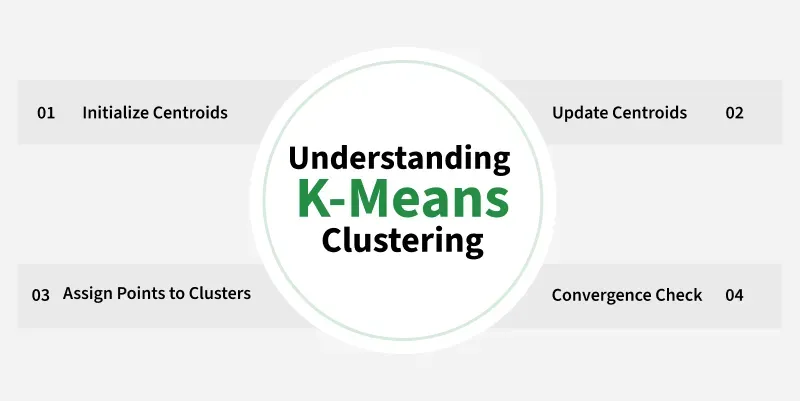 01 Initialize Centroids
Update Centroids 02
Understanding
K-Means
Clustering
03 Assign Points to Clusters
Convergence Check 04